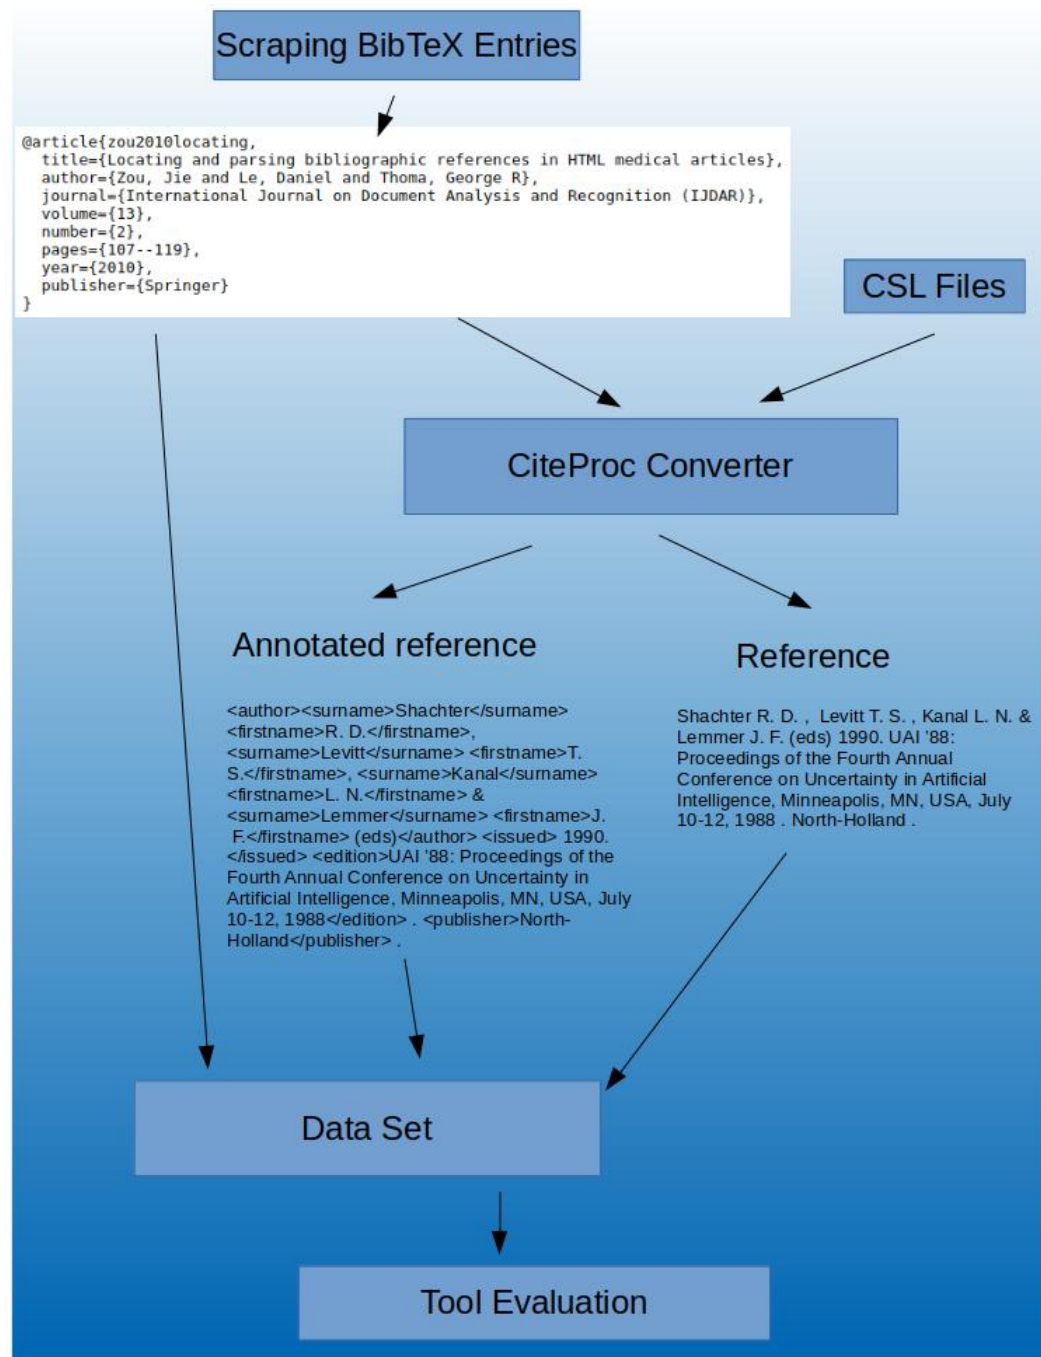 Scraping BibTeX Entries
@article{zou2010locating,
  title={Locating and parsing bibliographic references in HTML medical articles},
  author={Zou, Jie and Le, Daniel and Thoma, George R},
  journal={International Journal on Document Analysis and Recognition (IJDAR)},
  volume={13},
  number={2},
  pages={107--119},
  year={2010},
  publisher={Springer}
}
CSL Files
CiteProc Converter
Annotated reference
<author><surname>Shachter</surname>
<firstname>R. D.</firstname>,
<surname>Levitt</surname> <firstname>T.
S.</firstname>, <surname>Kanal</surname>
<firstname>L. N.</firstname> &
<surname>Lemmer</surname> <firstname>J.
F.</firstname> (eds)</author> <issued> 1990.
</issued> <edition>UAI '88: Proceedings of the
Fourth Annual Conference on Uncertainty in
Artificial Intelligence, Minneapolis, MN, USA, July
10-12, 1988</edition> . <publisher>North-
Holland</publisher> .
Reference
Shachter R. D. , Levitt T. S. , Kanal L. N. &
Lemmer J. F. (eds) 1990. UAI '88:
Proceedings of the Fourth Annual
Conference on Uncertainty in Artificial
Intelligence, Minneapolis, MN, USA, July
10-12, 1988 . North-Holland .
Data Set
Tool Evaluation